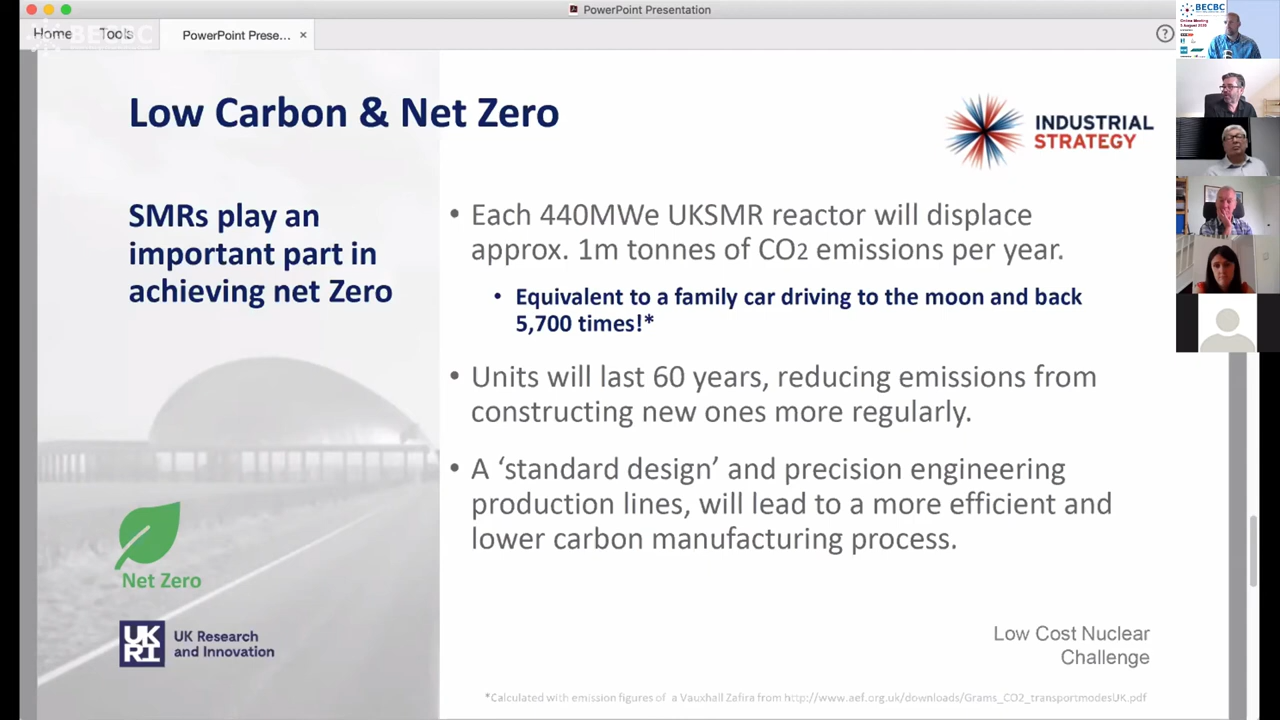 PowerPoint Presentation
Home
Tools
PowerPoint Prese... ×
BECBC
BECBC
Online Meeting
Low Carbon & Net Zero
INDUSTRIAL
STRATEGY
SMRs play an
important part in
achieving net Zero
• Each 440MWe UKSMR reactor will displace
approx. 1m tonnes of CO2 emissions per year.
• Equivalent to a family car driving to the moon and back
5,700 times!*
• Units will last 60 years, reducing emissions from
constructing new ones more regularly.
• A ‘standard design’ and precision engineering
production lines, will lead to a more efficient and
lower carbon manufacturing process.
Net Zero
UK
RI
UK Research
and Innovation
Low Cost Nuclear
Challenge
*Calculated with emission figures of a Vauxhall Zafira from http://www.aef.org.uk/downloads/Grams_CO2_transportmodesUK.pdf